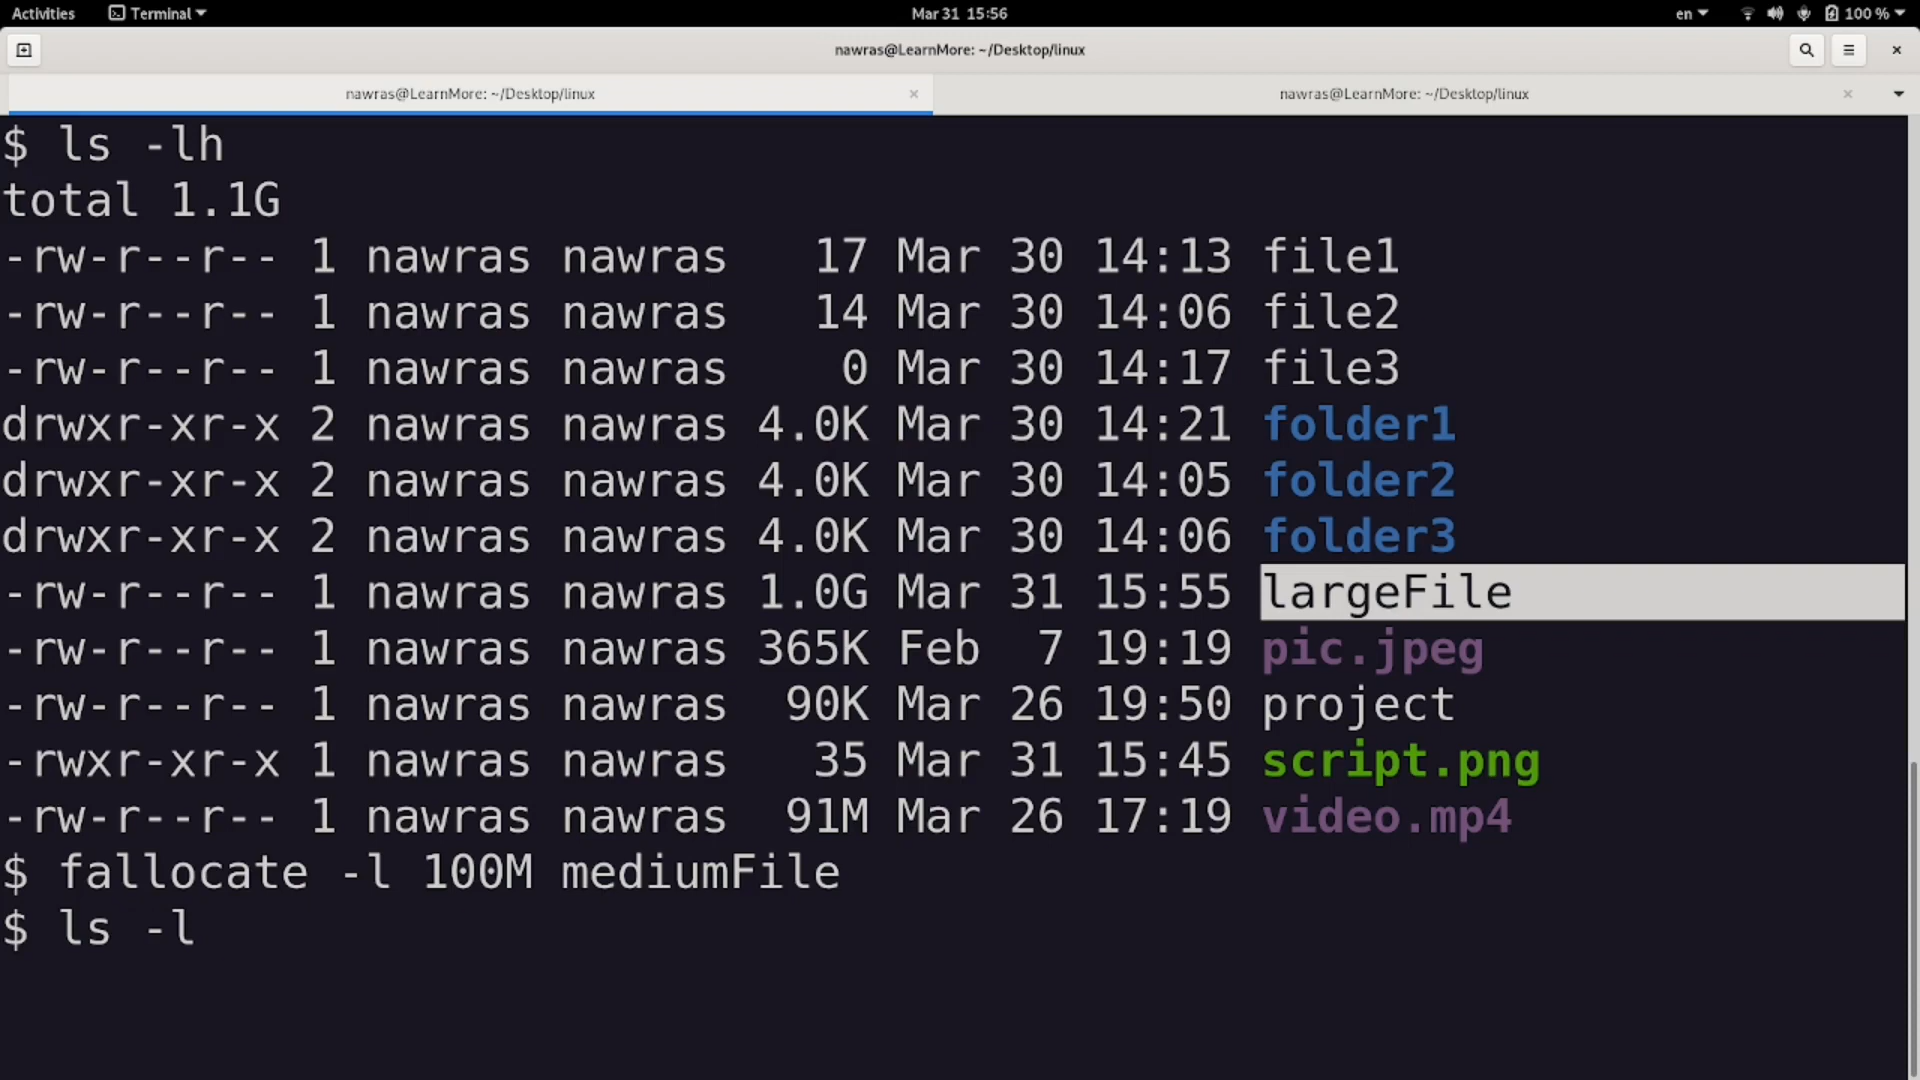 Activities Terminal Mar 31 15:56 en 100 %
nawras@LearnMore: ~/Desktop/linux
nawras@LearnMore: ~/Desktop/linux nawras@LearnMore: ~/Desktop/linux
$ ls -lh
total 1.1G
-rw-r--r-- 1 nawras nawras   17 Mar 30 14:13 file1
-rw-r--r-- 1 nawras nawras   14 Mar 30 14:06 file2
-rw-r--r-- 1 nawras nawras    0 Mar 30 14:17 file3
drwxr-xr-x 2 nawras nawras 4.0K Mar 30 14:21 folder1
drwxr-xr-x 2 nawras nawras 4.0K Mar 30 14:05 folder2
drwxr-xr-x 2 nawras nawras 4.0K Mar 30 14:06 folder3
-rw-r--r-- 1 nawras nawras 1.0G Mar 31 15:55 largeFile
-rw-r--r-- 1 nawras nawras 365K Feb  7 19:19 pic.jpeg
-rw-r--r-- 1 nawras nawras  90K Mar 26 19:50 project
-rwxr-xr-x 1 nawras nawras   35 Mar 31 15:45 script.png
-rw-r--r-- 1 nawras nawras  91M Mar 26 17:19 video.mp4
$ fallocate -l 100M mediumFile
$ ls -l